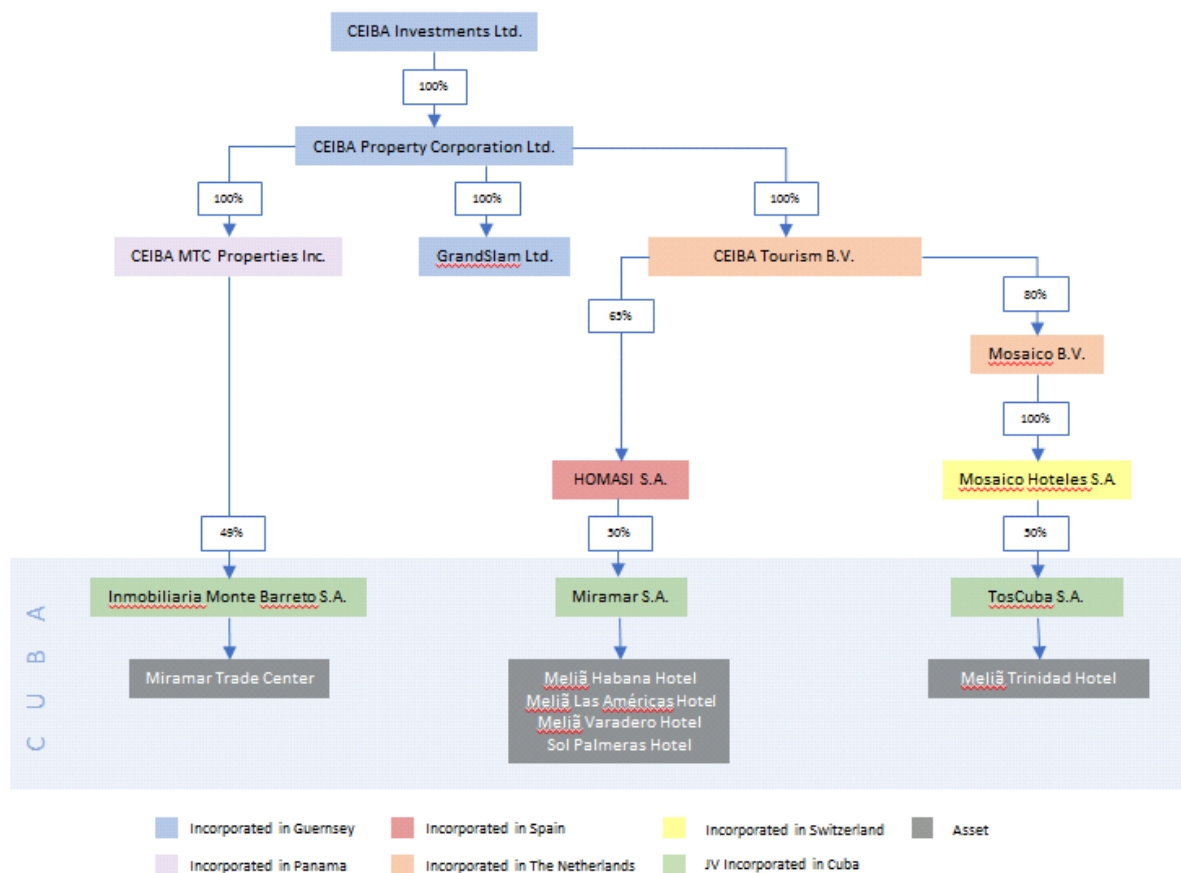 CEIBA Investments Ltd.
100%
CEIBA Property Corporation Ltd.
100%
100%
100%
CEIBA MTC Properties Inc.
GrandSlam Ltd.
CEIBA Tourism B.V.
65%
80%
Mosaico B.V.
100%
HOMASI S.A.
Mosaico Hoteles S.A.
49%
50%
50%
CUBA
Inmobiliaria Monte Barreto S.A.
Miramar S.A.
TosCuba S.A.
Miramar Trade Center
Meliã Habana Hotel
Meliã Las Américas Hotel
Meliã Varadero Hotel
Sol Palmeras Hotel
Meliã Trinidad Hotel
Incorporated in Guernsey
Incorporated in Spain
Incorporated in Switzerland
Asset
Incorporated in Panama
Incorporated in The Netherlands
JV Incorporated in Cuba